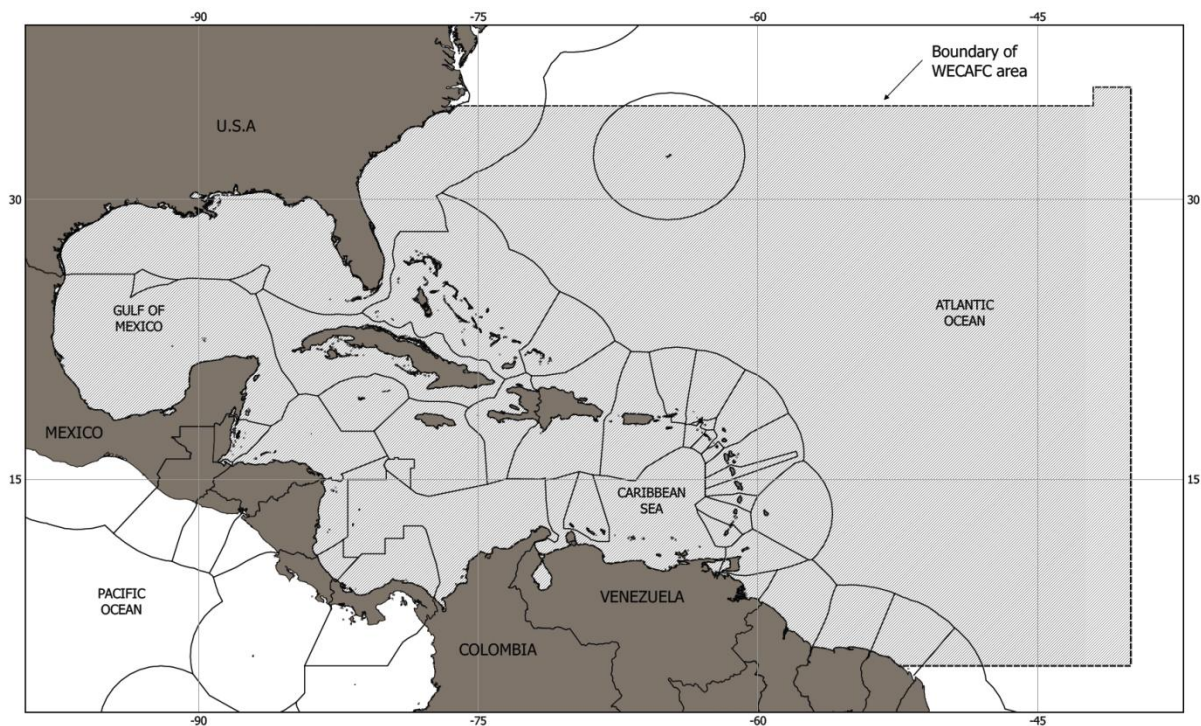 -90 -75 -60 -45
Boundary of
WECAFC area
U.S.A
30 30
GULF OF
MEXICO
ATLANTIC
OCEAN
MEXICO
15 15
CARIBBEAN
SEA
PACIFIC
OCEAN
VENEZUELA
COLOMBIA
-90 -75 -60 -45